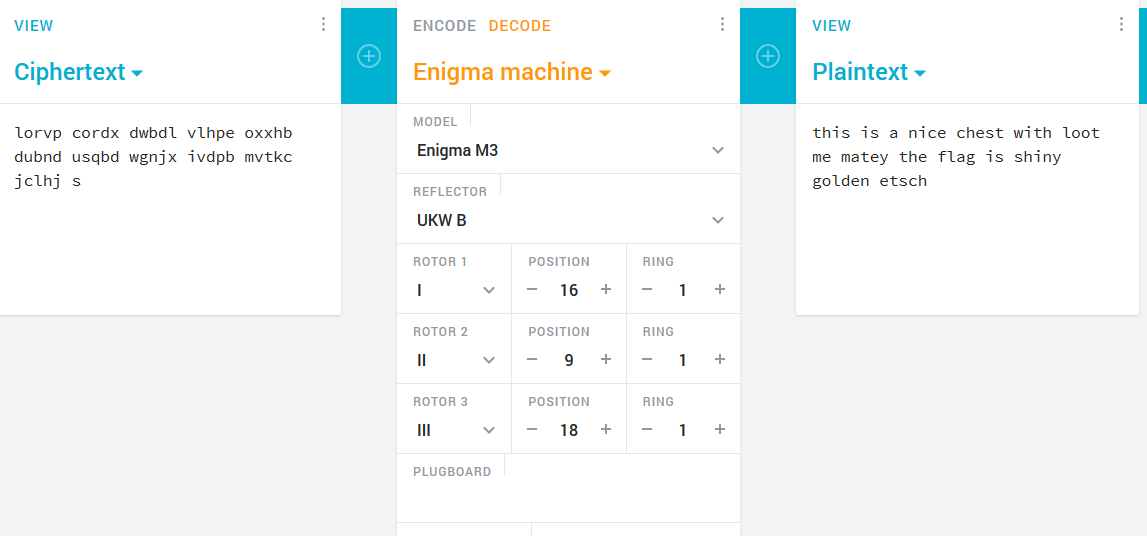 VIEW
Ciphertext
lorvp cordx dwbdl vlhpe oxxhb
dubnd usqbd wgnjx ivdpb mvtkc
jclhj s
ENCODE DECODE
Enigma machine
MODEL
Enigma M3
REFLECTOR
UKW B
ROTOR 1 POSITION RING
I − 16 + − 1 +
ROTOR 2 POSITION RING
II − 9 + − 1 +
ROTOR 3 POSITION RING
III − 18 + − 1 +
PLUGBOARD
VIEW
Plaintext
this is a nice chest with loot
me matey the flag is shiny
golden etsch